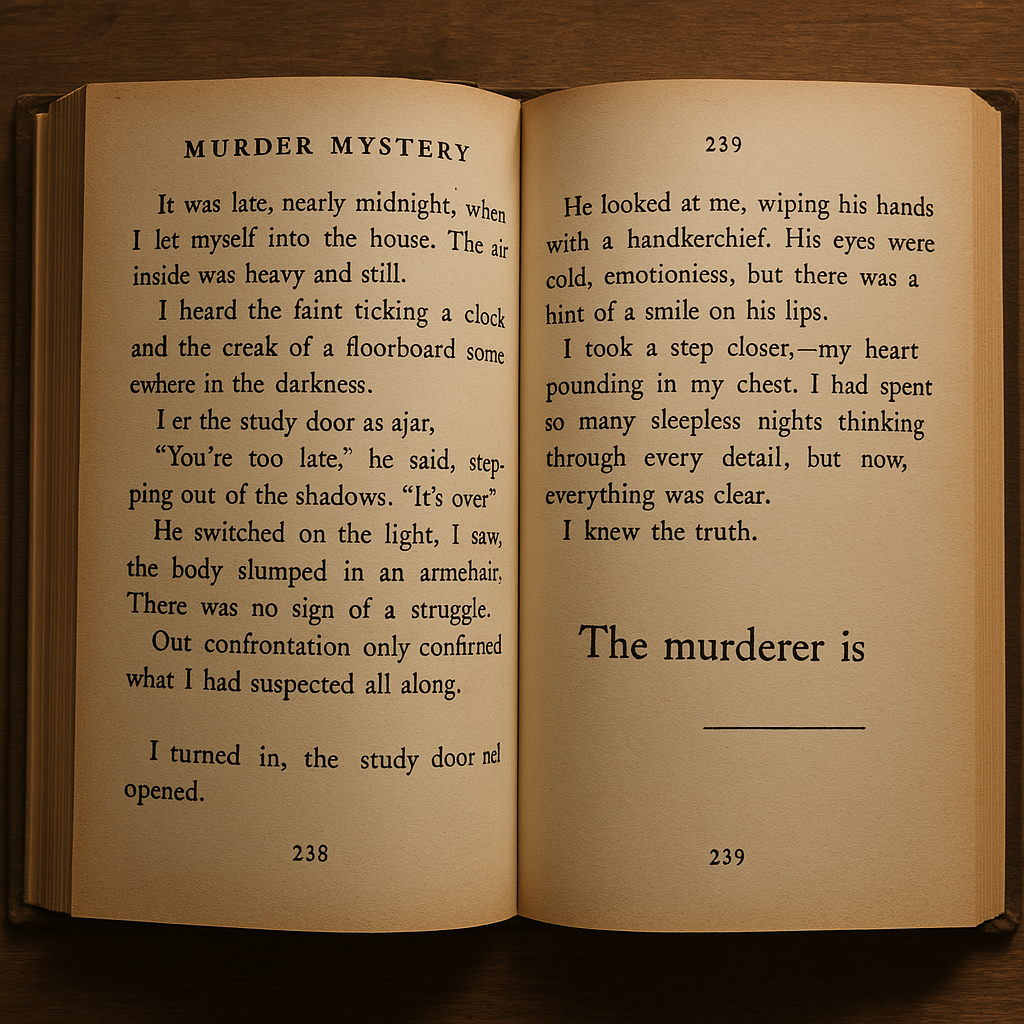 MURDER MYSTERY
It was late, nearly midnight, when
I let myself into the house. The air
inside was heavy and still.
I heard the faint ticking a clock
and the creak of a floorboard some
ewhere in the darkness.
I er the study door as ajar,
“You’re too late,” he said, step-
ping out of the shadows. “It’s over”
He switched on the light, I saw,
the body slumped in an armehair,
There was no sign of a struggle.
Out confrontation only confirned
what I had suspected all along.
I turned in, the study door nel
opened.
238
239
He looked at me, wiping his hands
with a handkerchief. His eyes were
cold, emotioniess, but there was a
hint of a smile on his lips.
I took a step closer,—my heart
pounding in my chest. I had spent
so many sleepless nights thinking
through every detail, but now,
everything was clear.
I knew the truth.
The murderer is
239